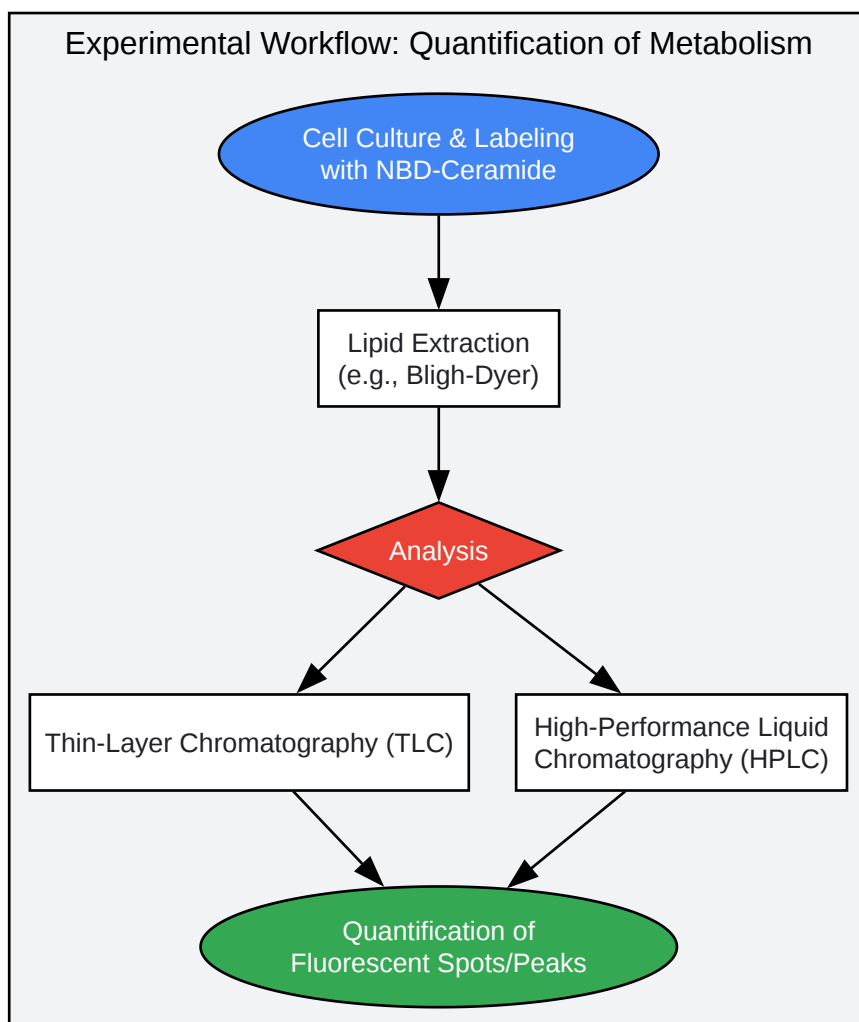 Experimental Workflow: Quantification of Metabolism
Cell Culture & Labeling
with NBD-Ceramide
Lipid Extraction
(e.g., Bligh-Dyer)
Analysis
Thin-Layer Chromatography (TLC)
High-Performance Liquid
Chromatography (HPLC)
Quantification of
Fluorescent Spots/Peaks